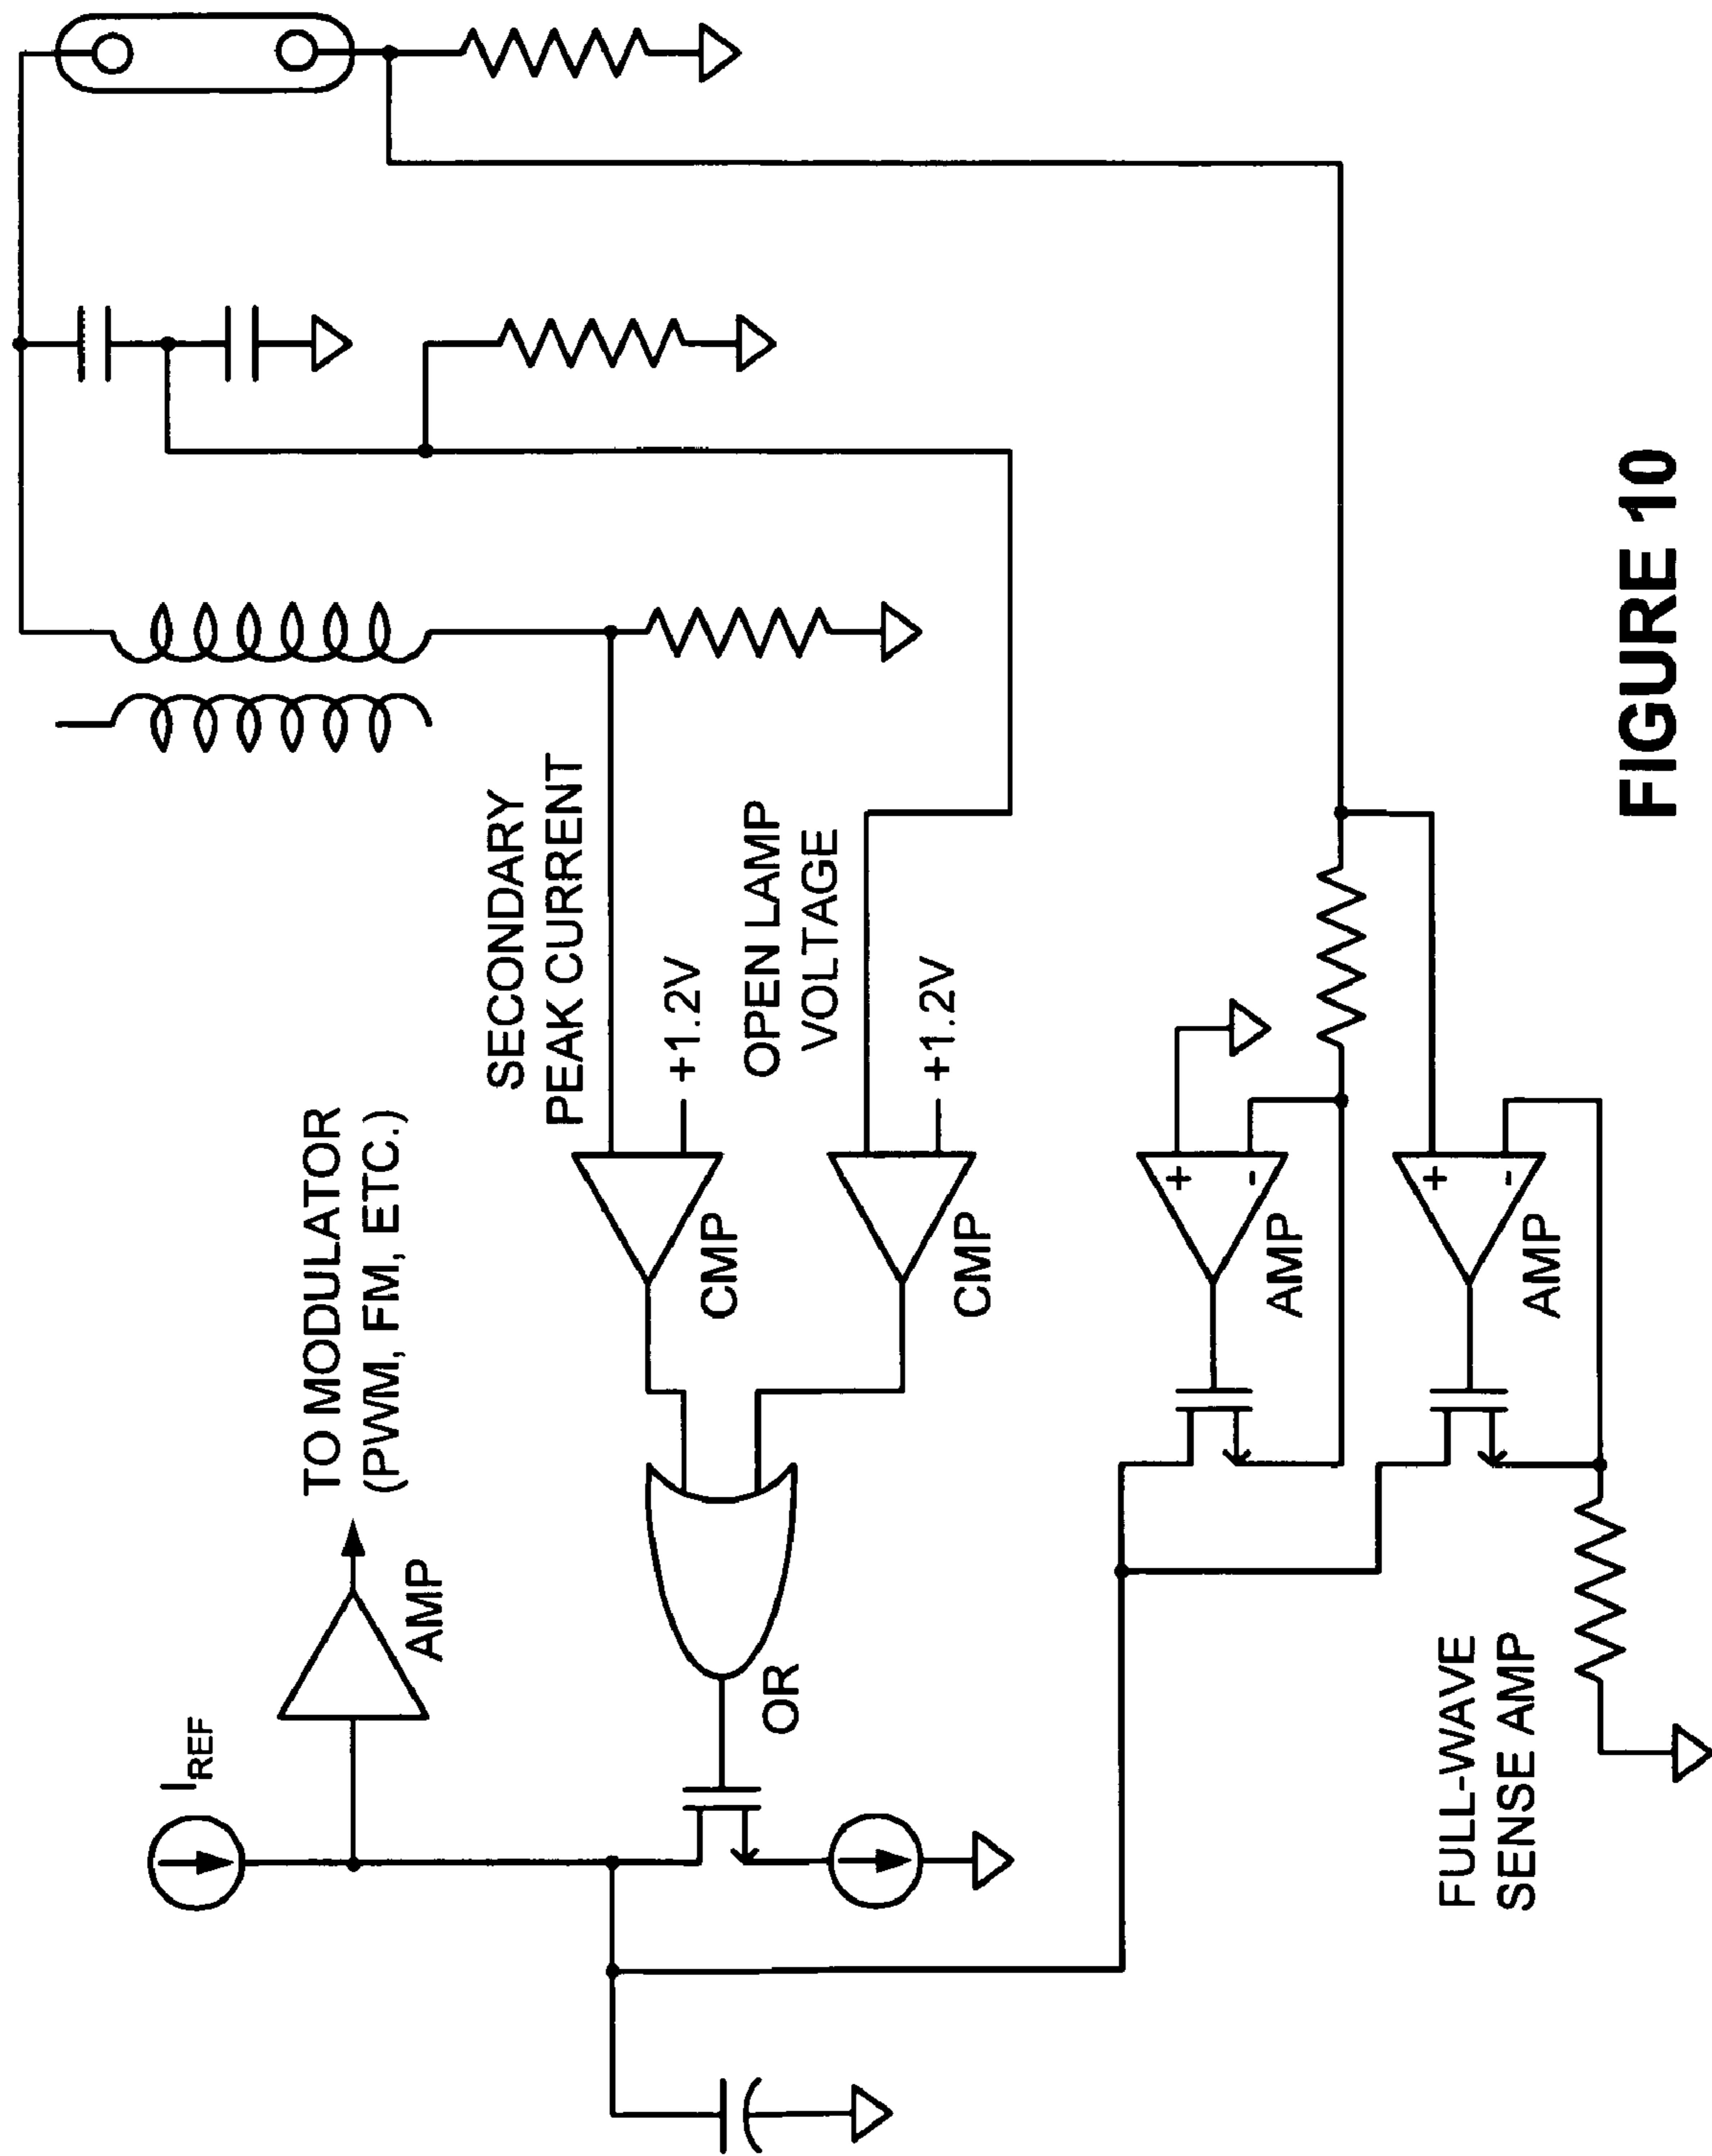 I_REF
AMP
TO MODULATOR
(PWM, FM, ETC.)
SECONDARY
PEAK CURRENT
+1.2V
CMP
OPEN LAMP
VOLTAGE
+1.2V
CMP
OR
+
-
AMP
+
-
AMP
FULL-WAVE
SENSE AMP
FIGURE 10